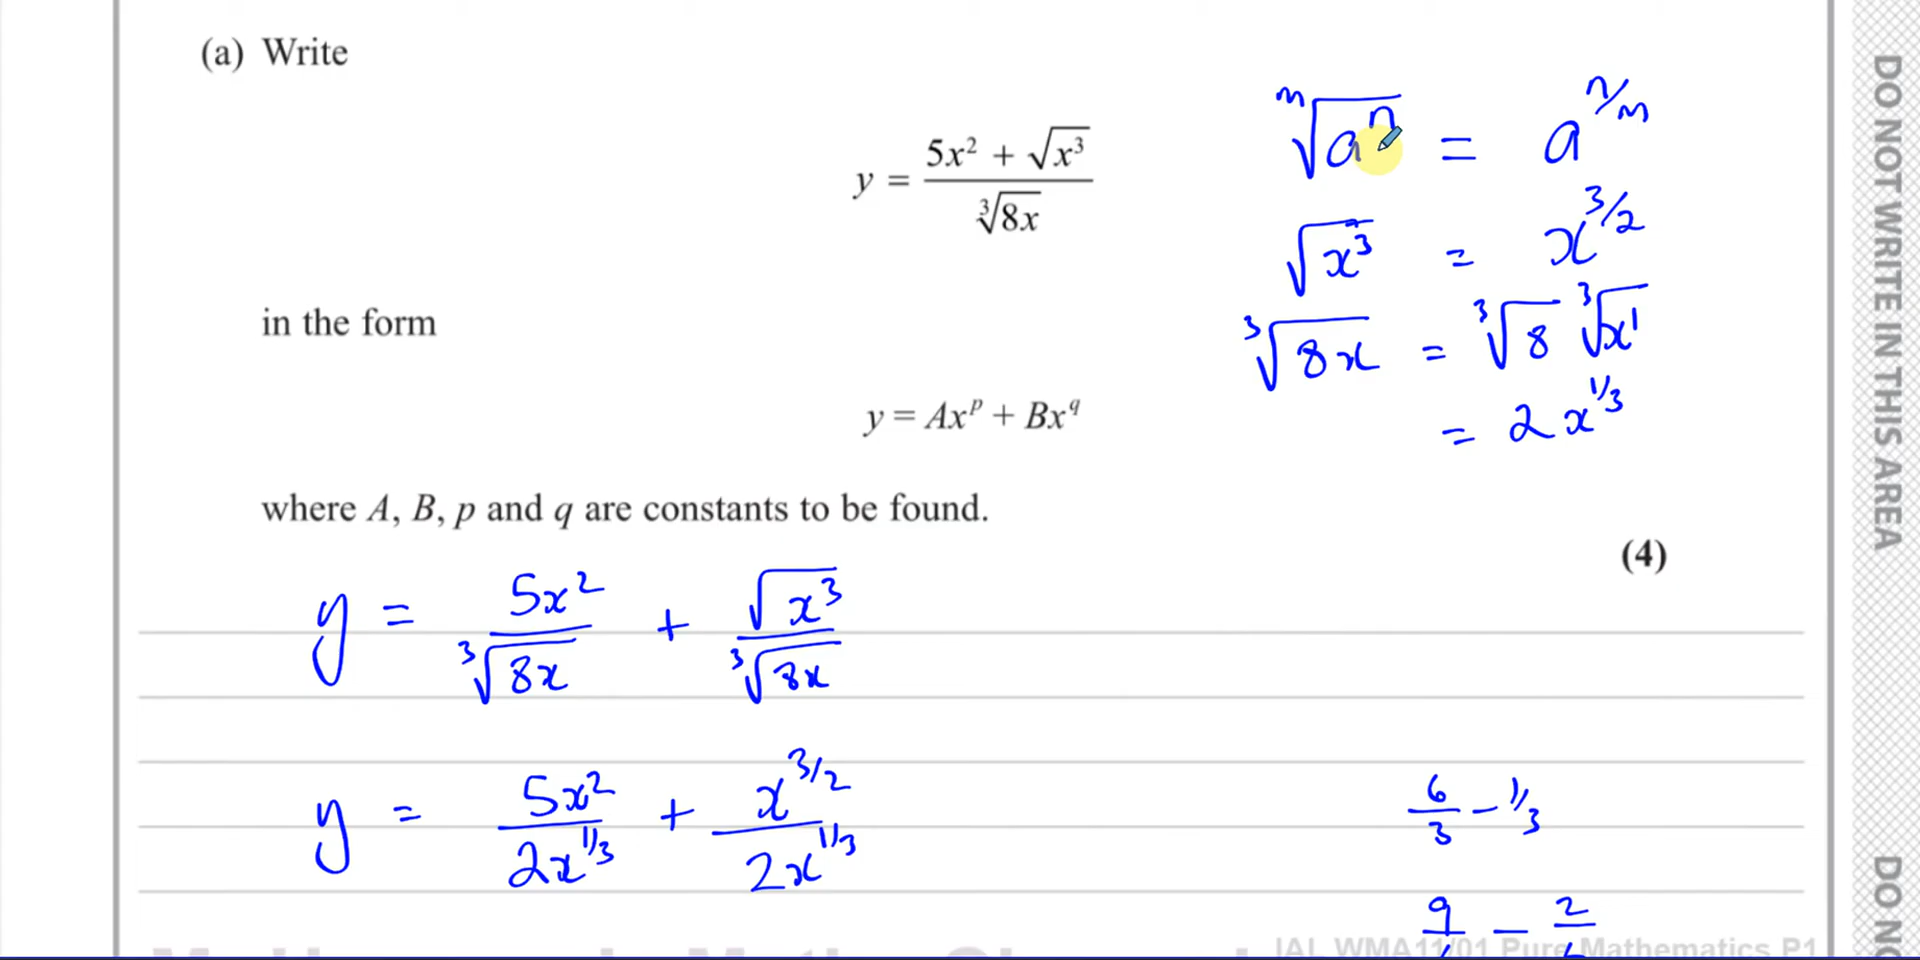 (a) Write
y = (5x² + √x³) / ∛8x
in the form
y = Axᵖ + Bx^q
where A, B, p and q are constants to be found.
(4)
ᵐ√aⁿ = a^(n/m)
√x³ = x^(3/2)
∛8x = ∛8 ∛x¹
= 2x^(1/3)
y = 5x² / ∛8x + √x³ / ∛8x
y = 5x² / 2x^(1/3) + x^(3/2) / 2x^(1/3)
6/3 - 1/3
9 - 2
IAL WMA11/01 Pure Mathematics P1
DO NOT WRITE IN THIS AREA
DO NO